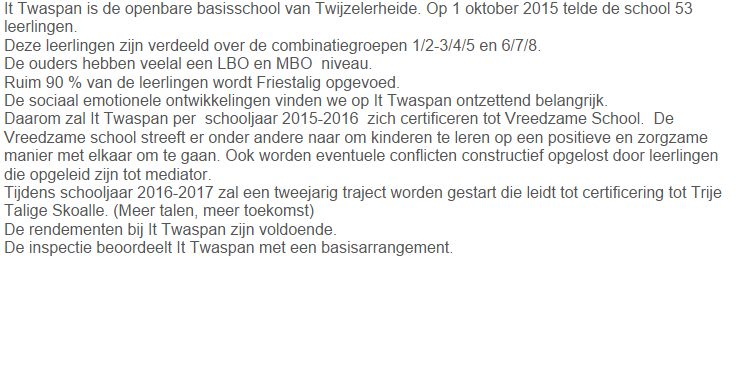 It Twaspan is de openbare basisschool van Twijzelerheide. Op 1 oktober 2015 telde de school 53
leerlingen.
Deze leerlingen zijn verdeeld over de combinatiegroepen 1/2-3/4/5 en 6/7/8.
De ouders hebben veelal een LBO en MBO  niveau.
Ruim 90 % van de leerlingen wordt Friestalig opgevoed.
De sociaal emotionele ontwikkelingen vinden we op It Twaspan ontzettend belangrijk.
Daarom zal It Twaspan per  schooljaar 2015-2016  zich certificeren tot Vreedzame School.  De
Vreedzame school streeft er onder andere naar om kinderen te leren op een positieve en zorgzame
manier met elkaar om te gaan. Ook worden eventuele conflicten constructief opgelost door leerlingen
die opgeleid zijn tot mediator.
Tijdens schooljaar 2016-2017 zal een tweejarig traject worden gestart die leidt tot certificering tot Trije
Talige Skoalle. (Meer talen, meer toekomst)
De rendementen bij It Twaspan zijn voldoende.
De inspectie beoordeelt It Twaspan met een basisarrangement.